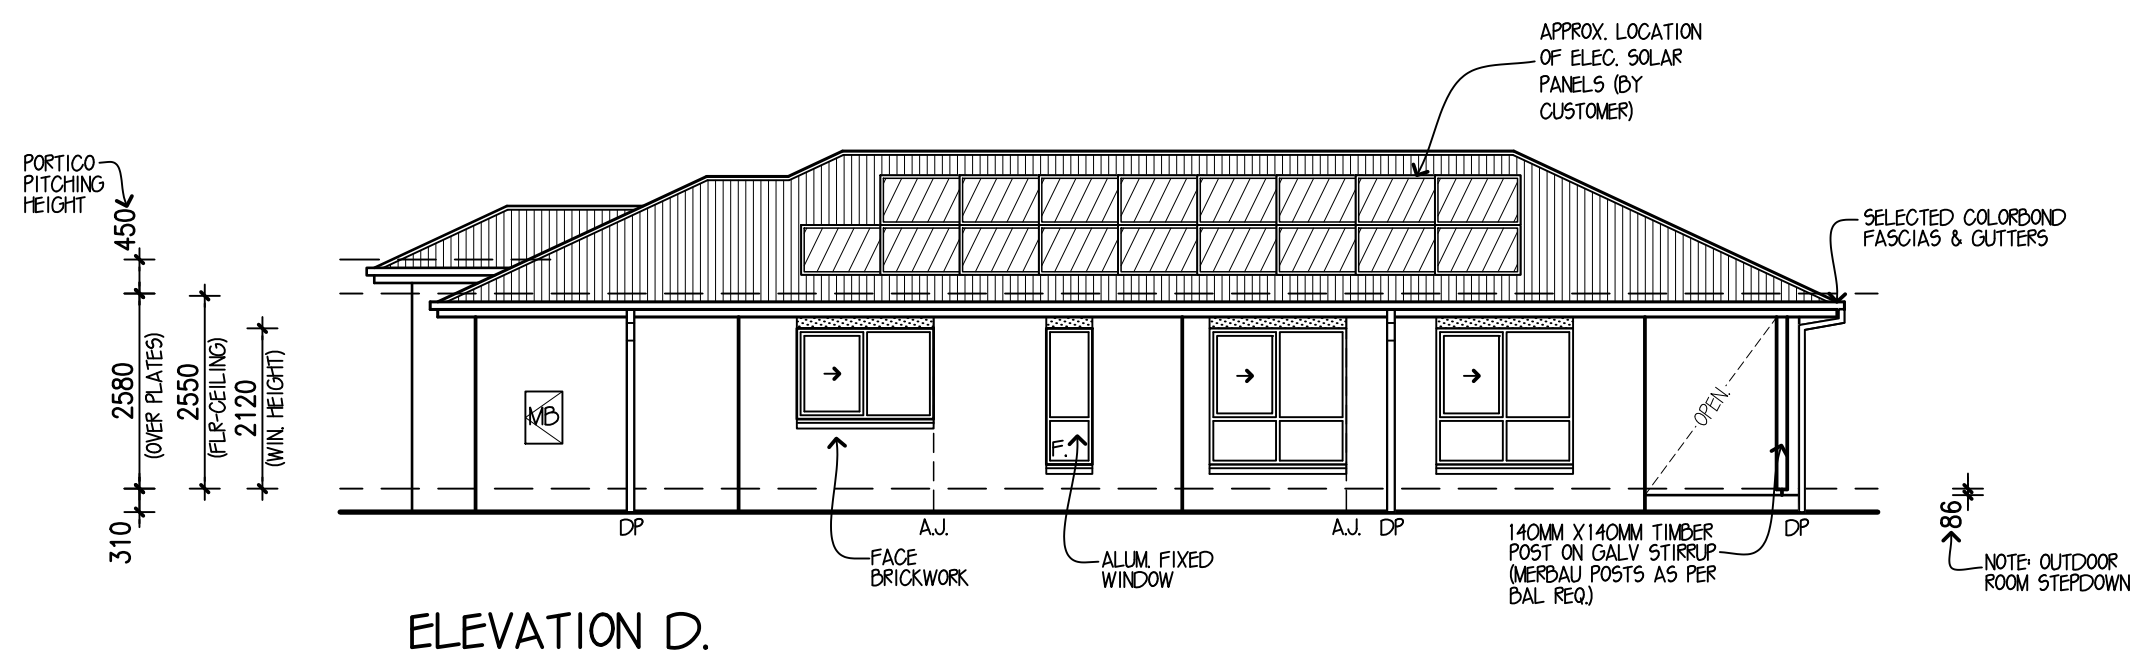 APPROX. LOCATION
OF ELEC. SOLAR
PANELS (BY
CUSTOMER)
PORTICO
PITCHING
HEIGHT
450
SELECTED COLORBOND
FASCIAS & GUTTERS
2580
(OVER PLATES)
2550
(FLR-CEILING)
2120
(WIN. HEIGHT)
310
MB
F.
OPEN.
DP
A.J.
A.J.
DP
DP
FACE
BRICKWORK
ALUM. FIXED
WINDOW
140MM X140MM TIMBER
POST ON GALV STIRRUP
(MERBAU POSTS AS PER
BAL REQ.)
86
NOTE: OUTDOOR
ROOM STEPDOWN
ELEVATION D.